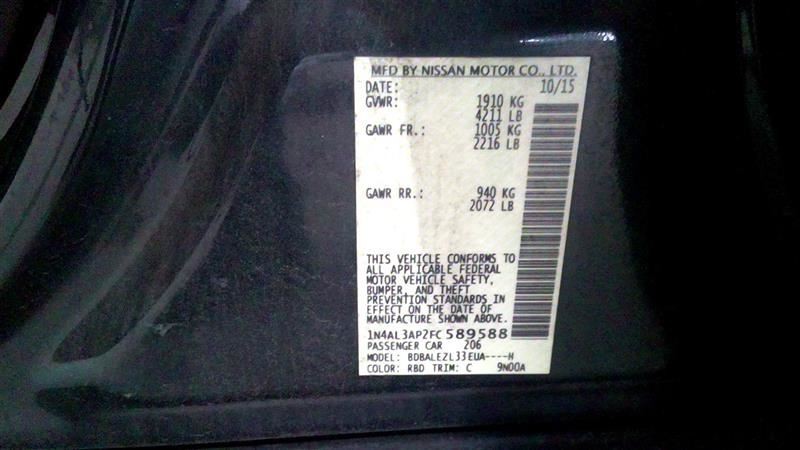 MFD BY NISSAN MOTOR CO., LTD.
DATE: 10/15
GVWR: 1910 KG
4211 LB
GAWR FR.: 1005 KG
2216 LB
GAWR RR.: 940 KG
2072 LB
THIS VEHICLE CONFORMS TO
ALL APPLICABLE FEDERAL
MOTOR VEHICLE SAFETY,
BUMPER, AND THEFT
PREVENTION STANDARDS IN
EFFECT ON THE DATE OF
MANUFACTURE SHOWN ABOVE.
1N4AL3AP2FC589588
PASSENGER CAR 206
MODEL: BDBALEZL33EUA----H
COLOR: RBD TRIM: C 9N00A